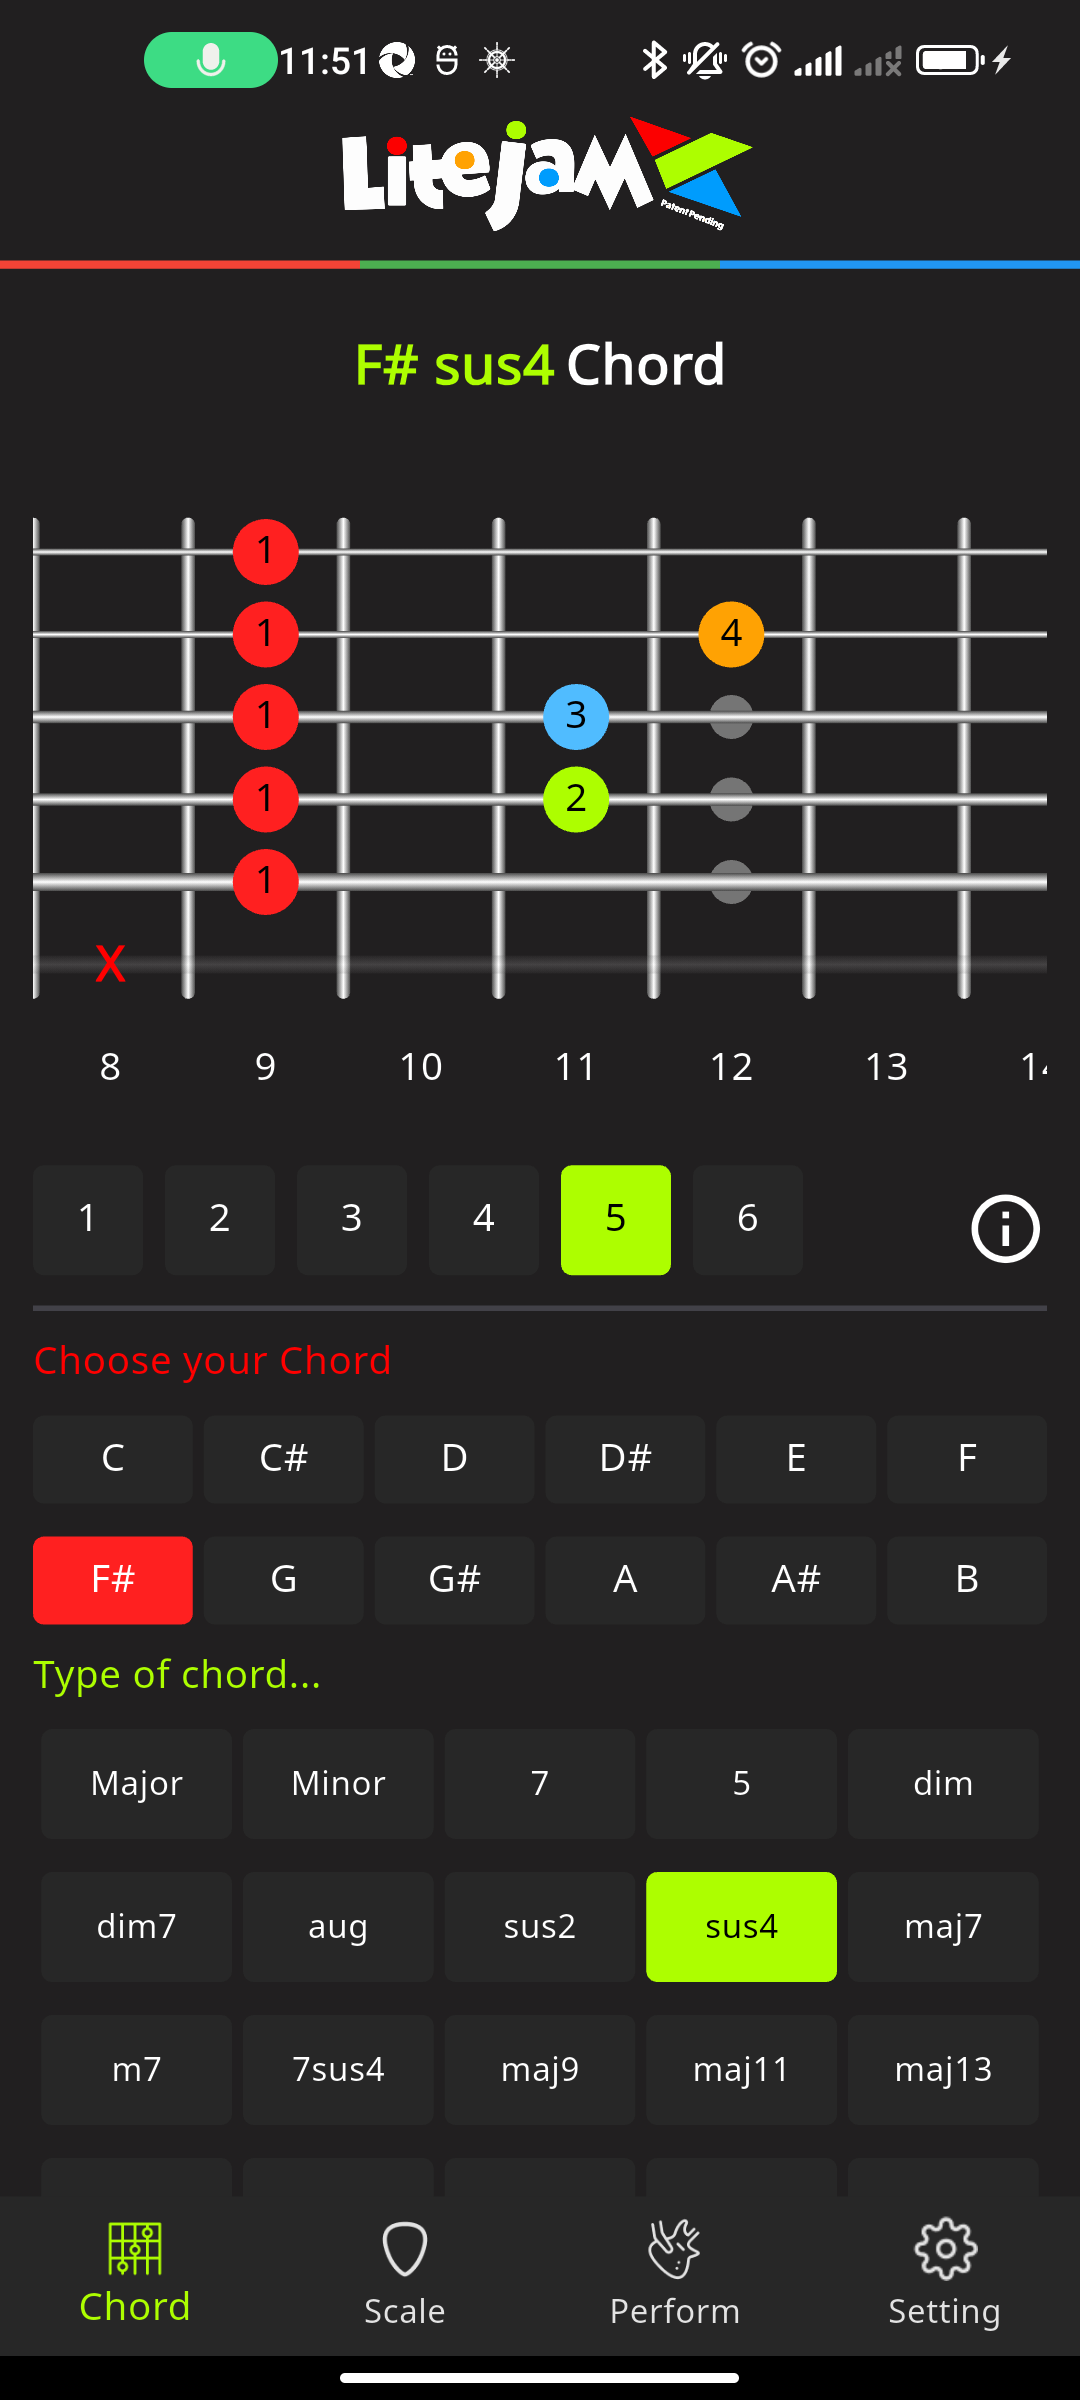 11:51
Litejam
Patent Pending
F# sus4 Chord
1
1 4
1 3
1 2
1
X
8 9 10 11 12 13
1 2 3 4 5 6
Choose your Chord
C C# D D# E F
F# G G# A A# B
Type of chord...
Major Minor 7 5 dim
dim7 aug sus2 sus4 maj7
m7 7sus4 maj9 maj11 maj13
Chord Scale Perform Setting